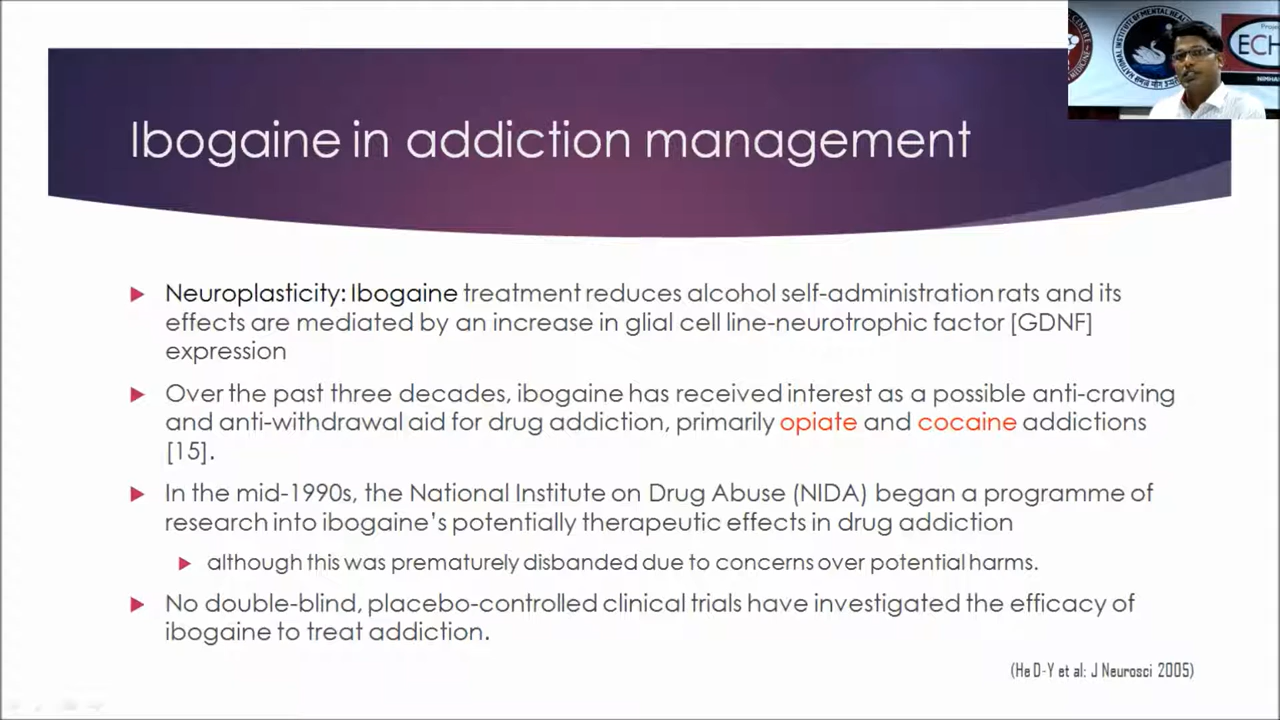 ECH
NIMHA
Ibogaine in addiction management
Neuroplasticity: Ibogaine treatment reduces alcohol self-administration rats and its
effects are mediated by an increase in glial cell line-neurotrophic factor [GDNF]
expression
Over the past three decades, ibogaine has received interest as a possible anti-craving
and anti-withdrawal aid for drug addiction, primarily opiate and cocaine addictions
[15].
In the mid-1990s, the National Institute on Drug Abuse (NIDA) began a programme of
research into ibogaine's potentially therapeutic effects in drug addiction
although this was prematurely disbanded due to concerns over potential harms.
No double-blind, placebo-controlled clinical trials have investigated the efficacy of
ibogaine to treat addiction.
(He D-Y et al: J Neurosci 2005)